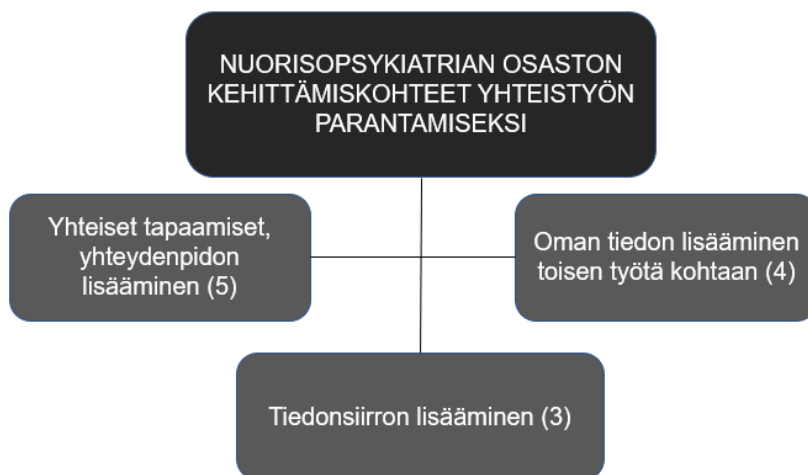 NUORISOPSYKIATRIAN OSASTON
KEHITTÄMISKOHTEET YHTEISTYÖN
PARANTAMISEKSI
Yhteiset tapaamiset,
yhteydenpidon
lisääminen (5)
Oman tiedon lisääminen
toisen työtä kohtaan (4)
Tiedonsiirron lisääminen (3)